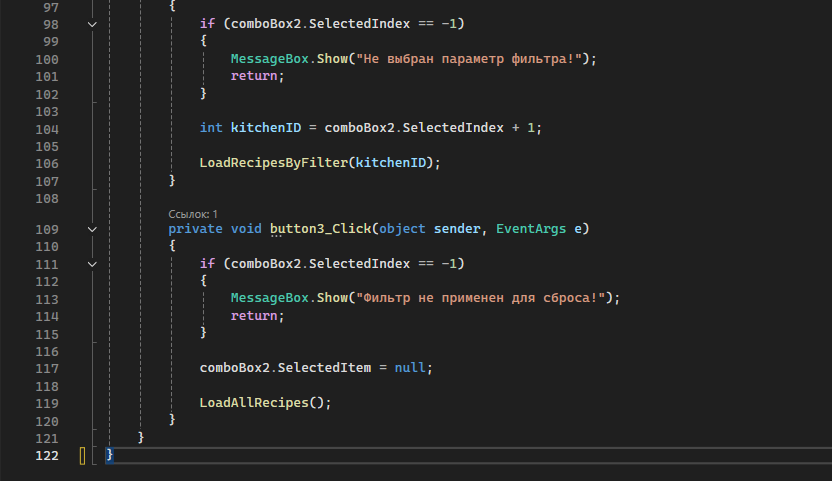 97 {
98 if (comboBox2.SelectedIndex == -1)
99 {
100 MessageBox.Show("Не выбран параметр фильтра!");
101 return;
102 }
103
104 int kitchenID = comboBox2.SelectedIndex + 1;
105
106 LoadRecipesByFilter(kitchenID);
107 }
108
Ссылок: 1
109 private void button3_Click(object sender, EventArgs e)
110 {
111 if (comboBox2.SelectedIndex == -1)
112 {
113 MessageBox.Show("Фильтр не применен для сброса!");
114 return;
115 }
116
117 comboBox2.SelectedItem = null;
118
119 LoadAllRecipes();
120 }
121 }
122 }